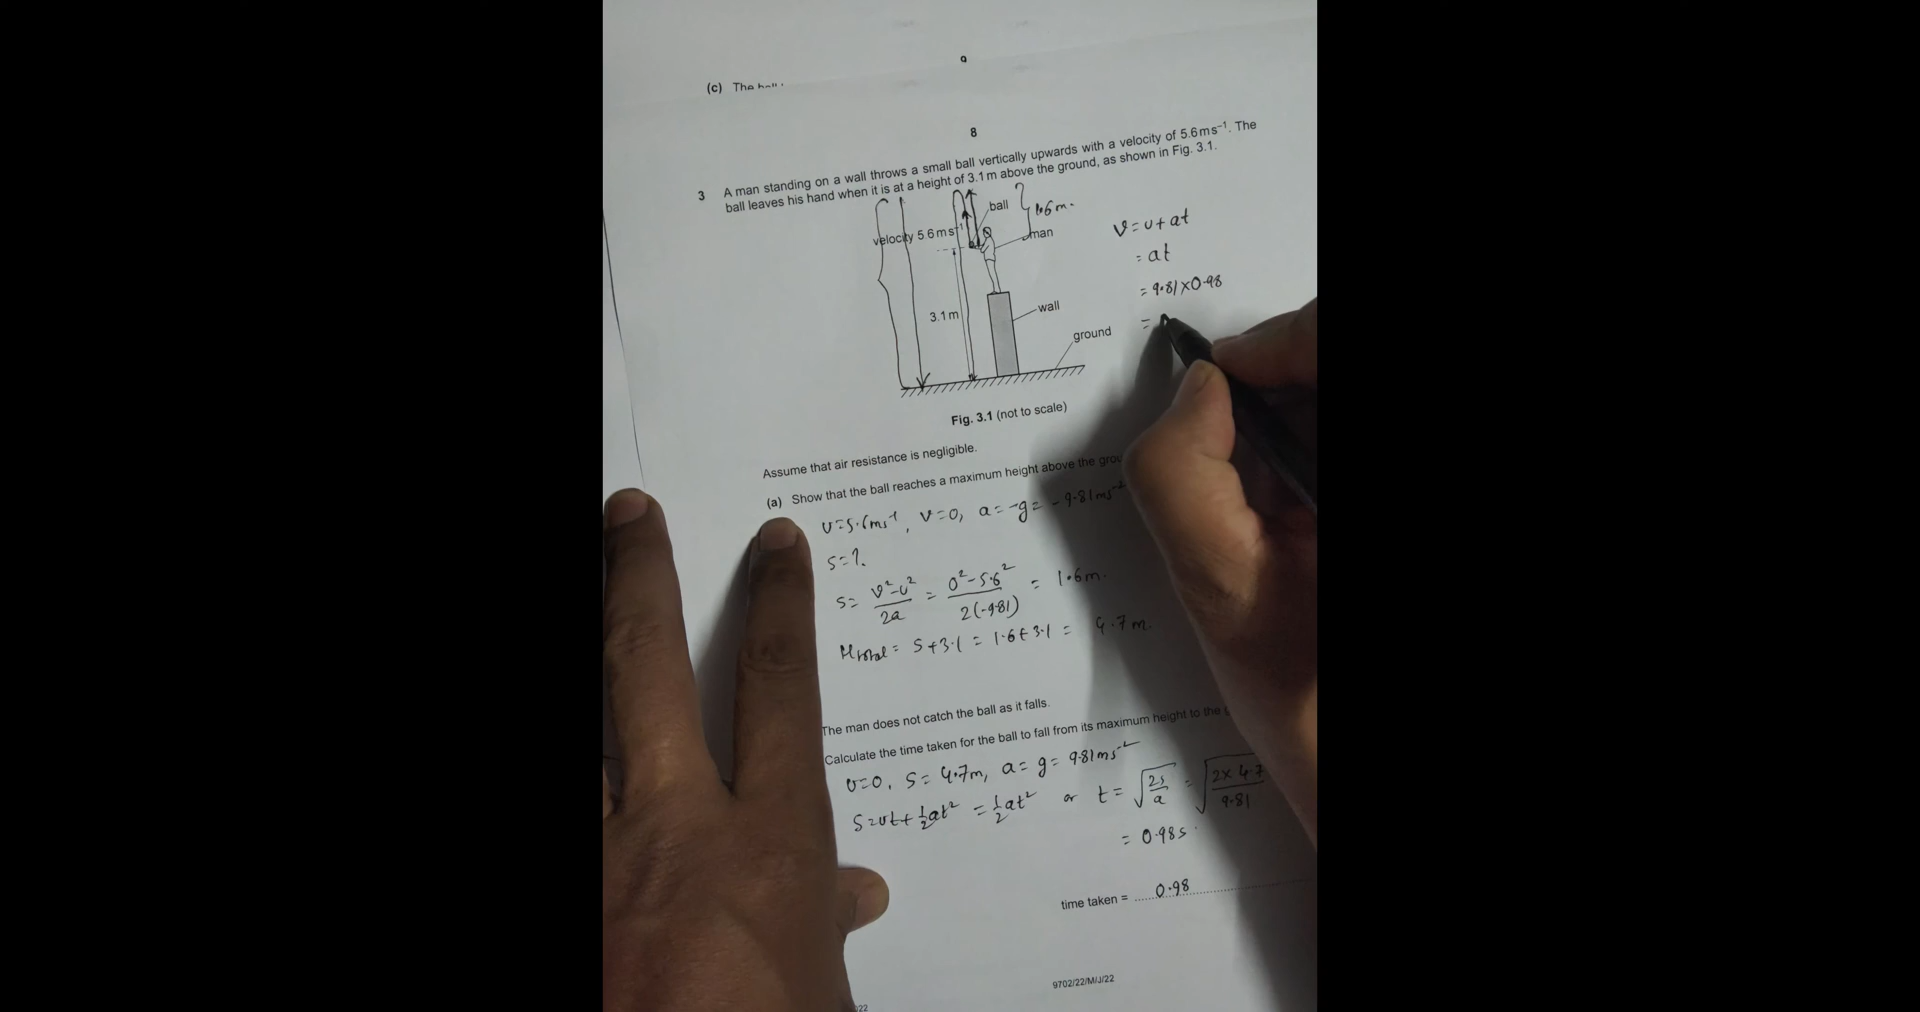 9
(c) The ball
8
3 A man standing on a wall throws a small ball vertically upwards with a velocity of 5.6 m s⁻¹. The
ball leaves his hand when it is at a height of 3.1 m above the ground, as shown in Fig. 3.1.
ball
1.6 m.
velocity 5.6 m s⁻¹
man
3.1 m
wall
ground
v = u + at
= at
= 9.81 × 0.98
=
Fig. 3.1 (not to scale)
Assume that air resistance is negligible.
(a) Show that the ball reaches a maximum height above the
u = 5.6 ms⁻¹, v = 0, a = -g = -9.81 ms⁻²
s = ?.
s = v² - u² / 2a = 0² - 5.6² / 2(-9.81) = 1.6 m.
H total = s + 3.1 = 1.6 + 3.1 = 4.7 m.
The man does not catch the ball as it falls.
Calculate the time taken for the ball to fall from its maximum height to the
u = 0, s = 4.7 m, a = g = 9.81 ms⁻²
s = ut + ½at² = ½at² or t = √(2s / a) = √(2 × 4.7 / 9.81)
= 0.98 s.
time taken = 0.98
9702/22/M/J/22
22